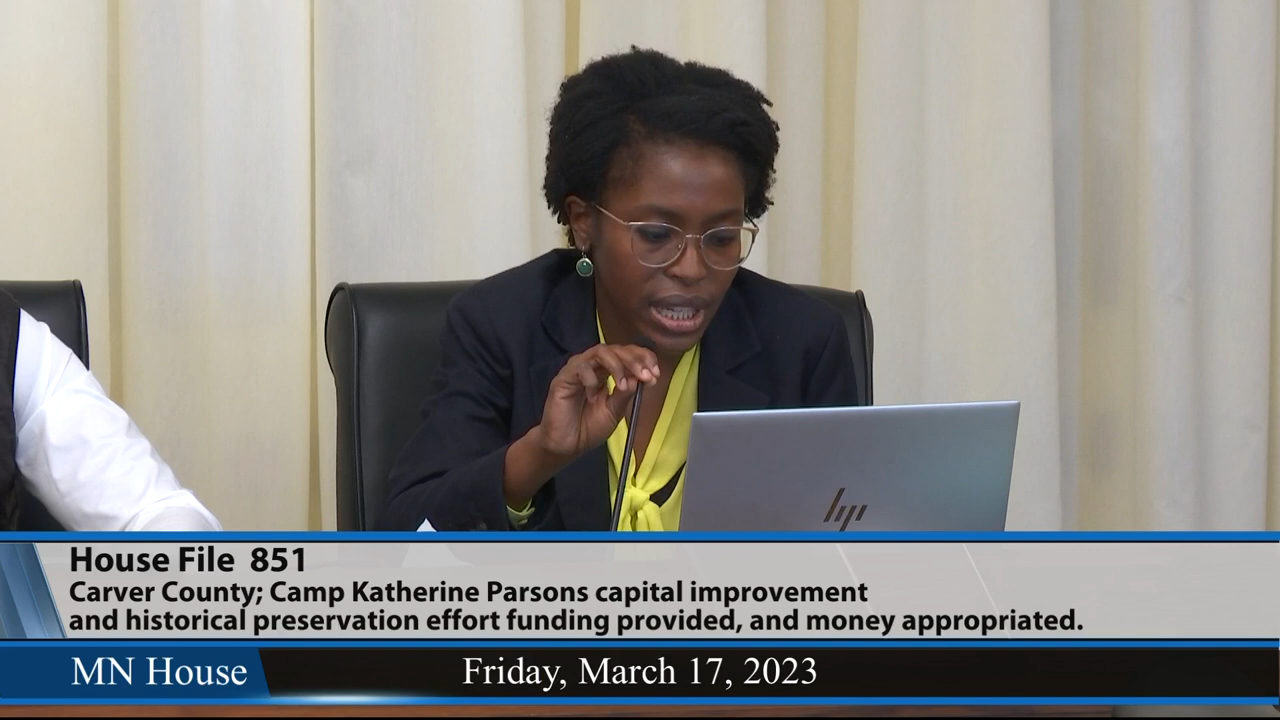 hp
House File 851
Carver County; Camp Katherine Parsons capital improvement
and historical preservation effort funding provided, and money appropriated.
MN House
Friday, March 17, 2023